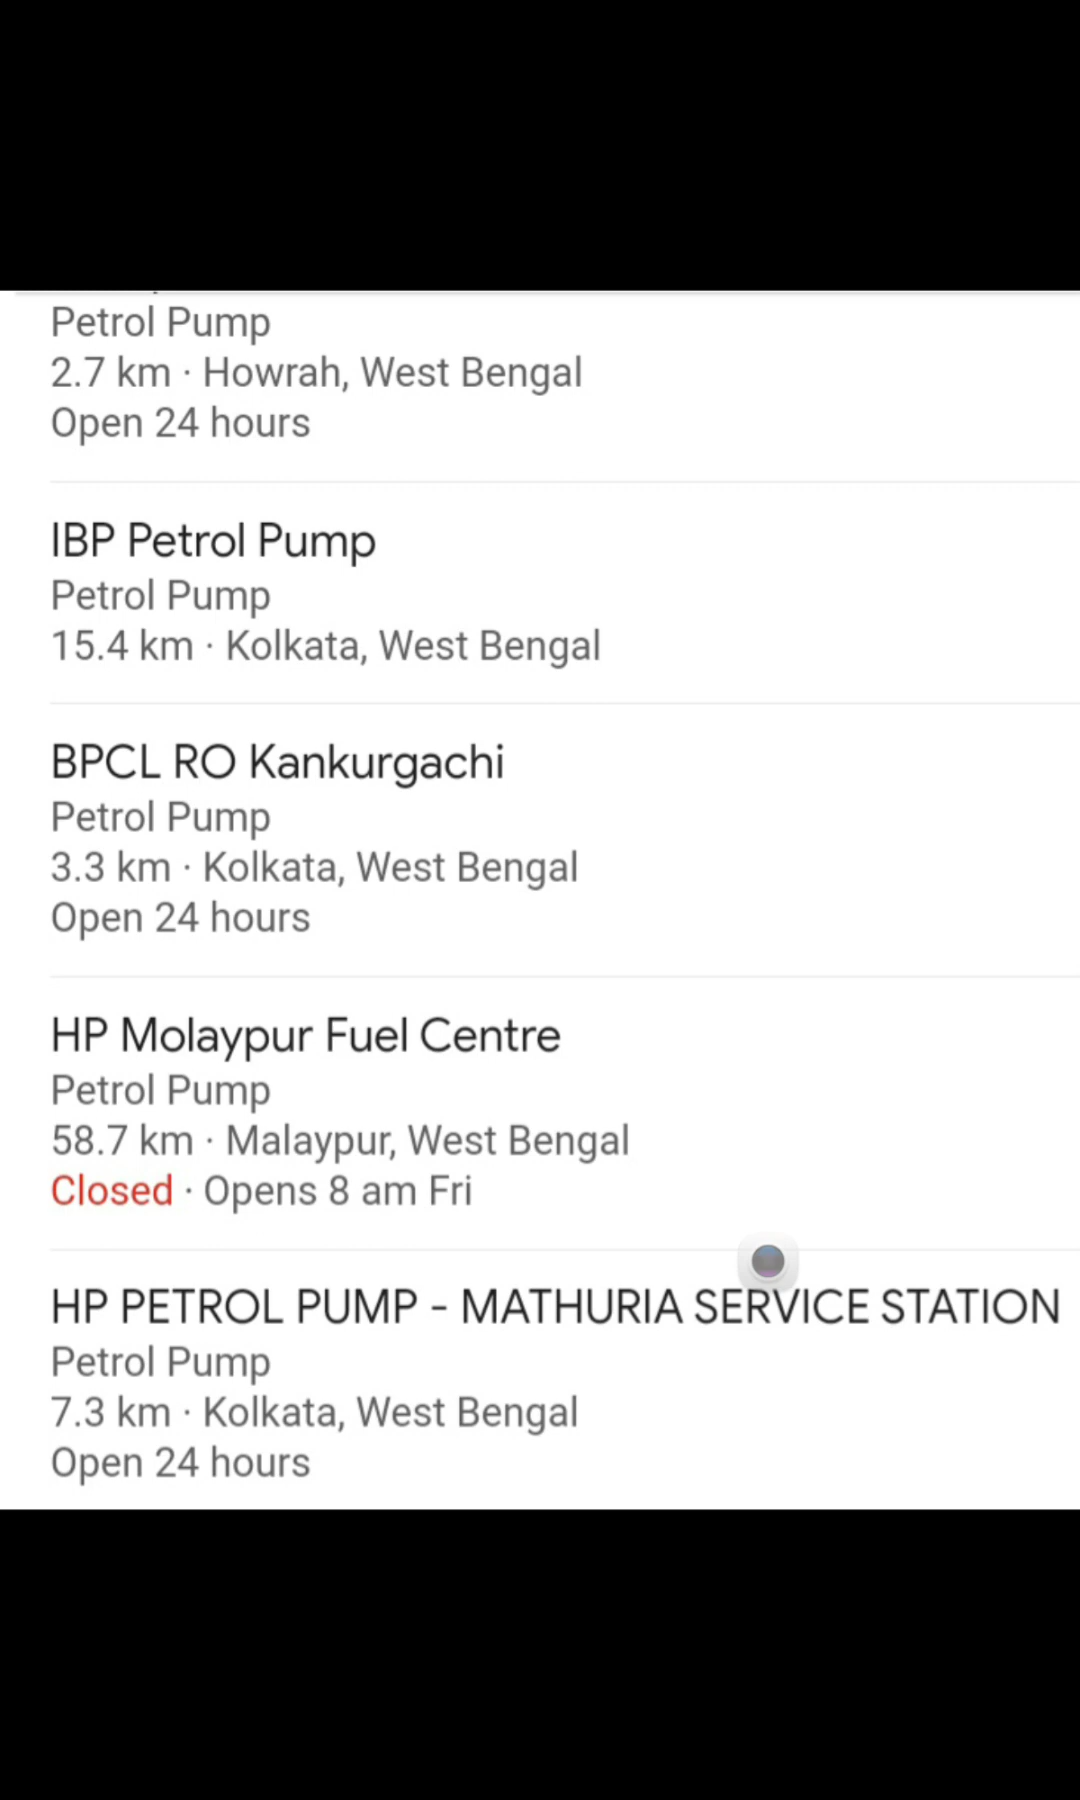 Petrol Pump
2.7 km · Howrah, West Bengal
Open 24 hours
IBP Petrol Pump
Petrol Pump
15.4 km · Kolkata, West Bengal
BPCL RO Kankurgachi
Petrol Pump
3.3 km · Kolkata, West Bengal
Open 24 hours
HP Molaypur Fuel Centre
Petrol Pump
58.7 km · Malaypur, West Bengal
Closed · Opens 8 am Fri
HP PETROL PUMP - MATHURIA SERVICE STATION
Petrol Pump
7.3 km · Kolkata, West Bengal
Open 24 hours